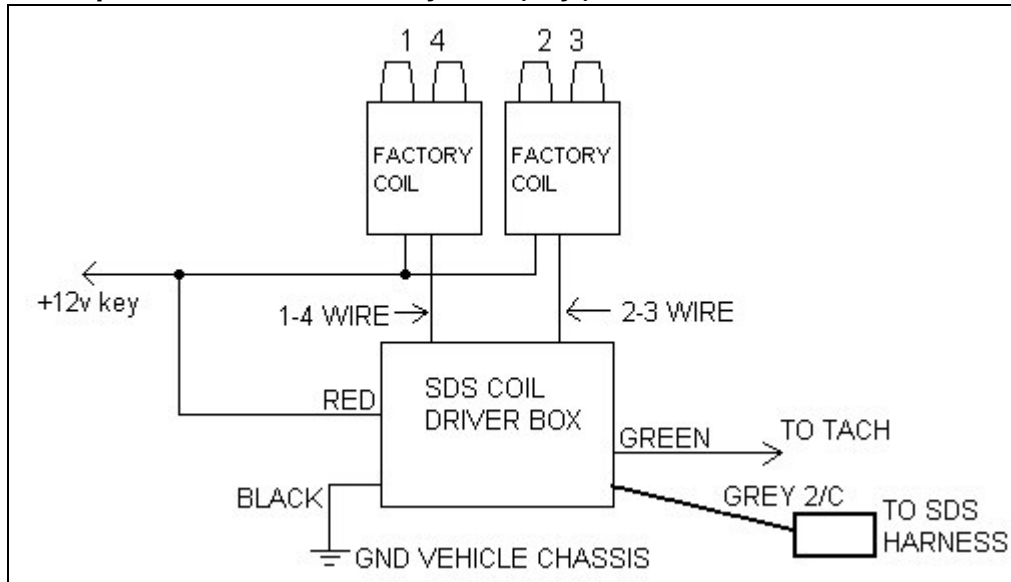 1 4 2 3
FACTORY
COIL
FACTORY
COIL
+12v key
1-4 WIRE
2-3 WIRE
RED
SDS COIL
DRIVER BOX
GREEN
TO TACH
BLACK
GREY 2/C
TO SDS
HARNESS
GND VEHICLE CHASSIS